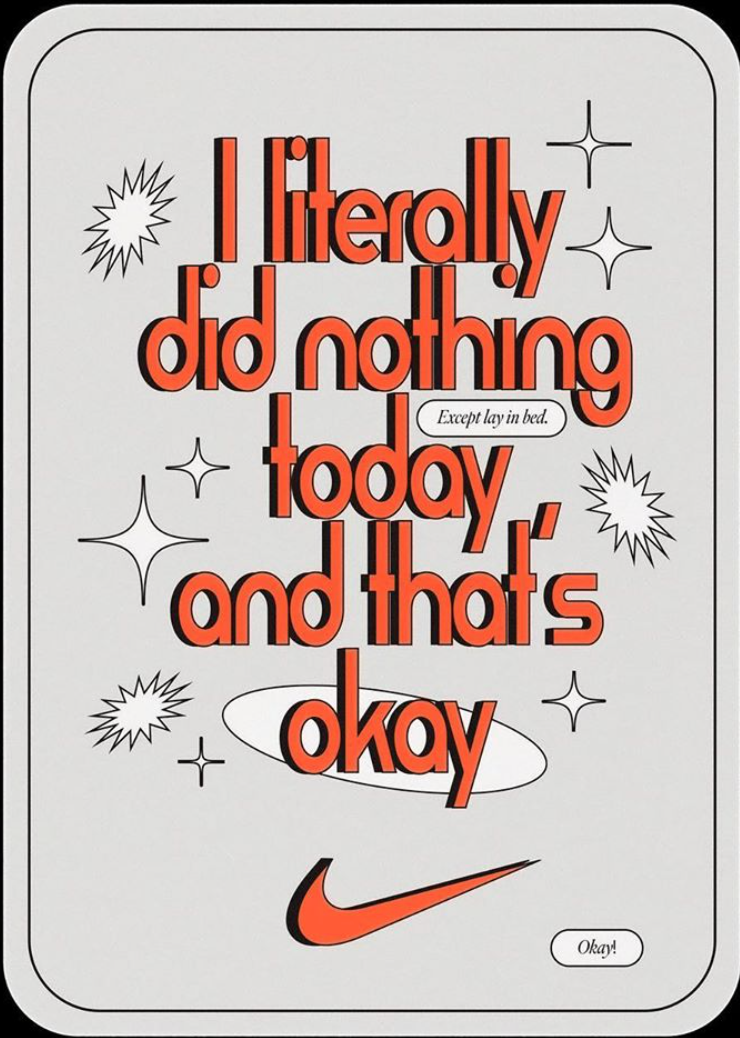 I literally
did nothing
Except lay in bed.
today,
and that's
okay
Okay!